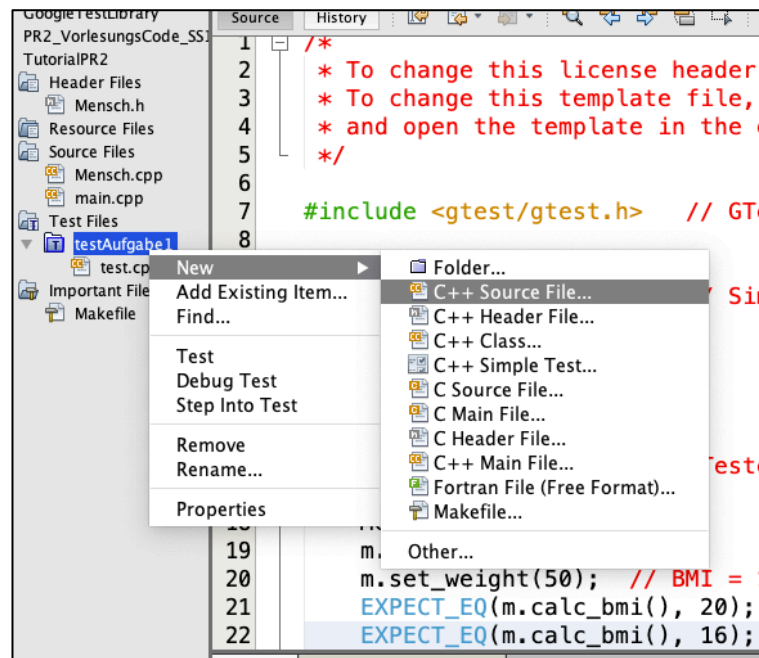 GoogleTestLibrary
PR2_VorlesungsCode_SS1
TutorialPR2
Header Files
Mensch.h
Resource Files
Source Files
Mensch.cpp
main.cpp
Test Files
testAufgabe1
test.cp
Important File
Makefile
Source History
1 /*
2 * To change this license header
3 * To change this template file,
4 * and open the template in the
5 */
6
7 #include <gtest/gtest.h> // GTe
8
New
Add Existing Item...
Find...
Test
Debug Test
Step Into Test
Remove
Rename...
Properties
Folder...
C++ Source File...
C++ Header File...
C++ Class...
C++ Simple Test...
C Source File...
C Main File...
C Header File...
C++ Main File...
Fortran File (Free Format)...
Makefile...
Other...
Sim
Teste
19 m.
20 m.set_weight(50); // BMI =
21 EXPECT_EQ(m.calc_bmi(), 20);
22 EXPECT_EQ(m.calc_bmi(), 16);